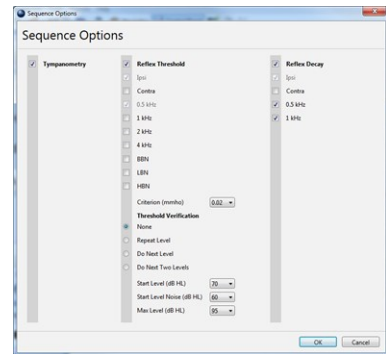 Sequence Options
Sequence Options
Tympanometry
Reflex Threshold
Ipsi
Contra
0.5 kHz
1 kHz
2 kHz
4 kHz
BBN
LBN
HBN
Criterion (mmho) 0.02
Threshold Verification
None
Repeat Level
Do Next Level
Do Next Two Levels
Start Level (dB HL) 70
Start Level Noise (dB HL) 60
Max Level (dB HL) 95
Reflex Decay
Ipsi
Contra
0.5 kHz
1 kHz
OK Cancel